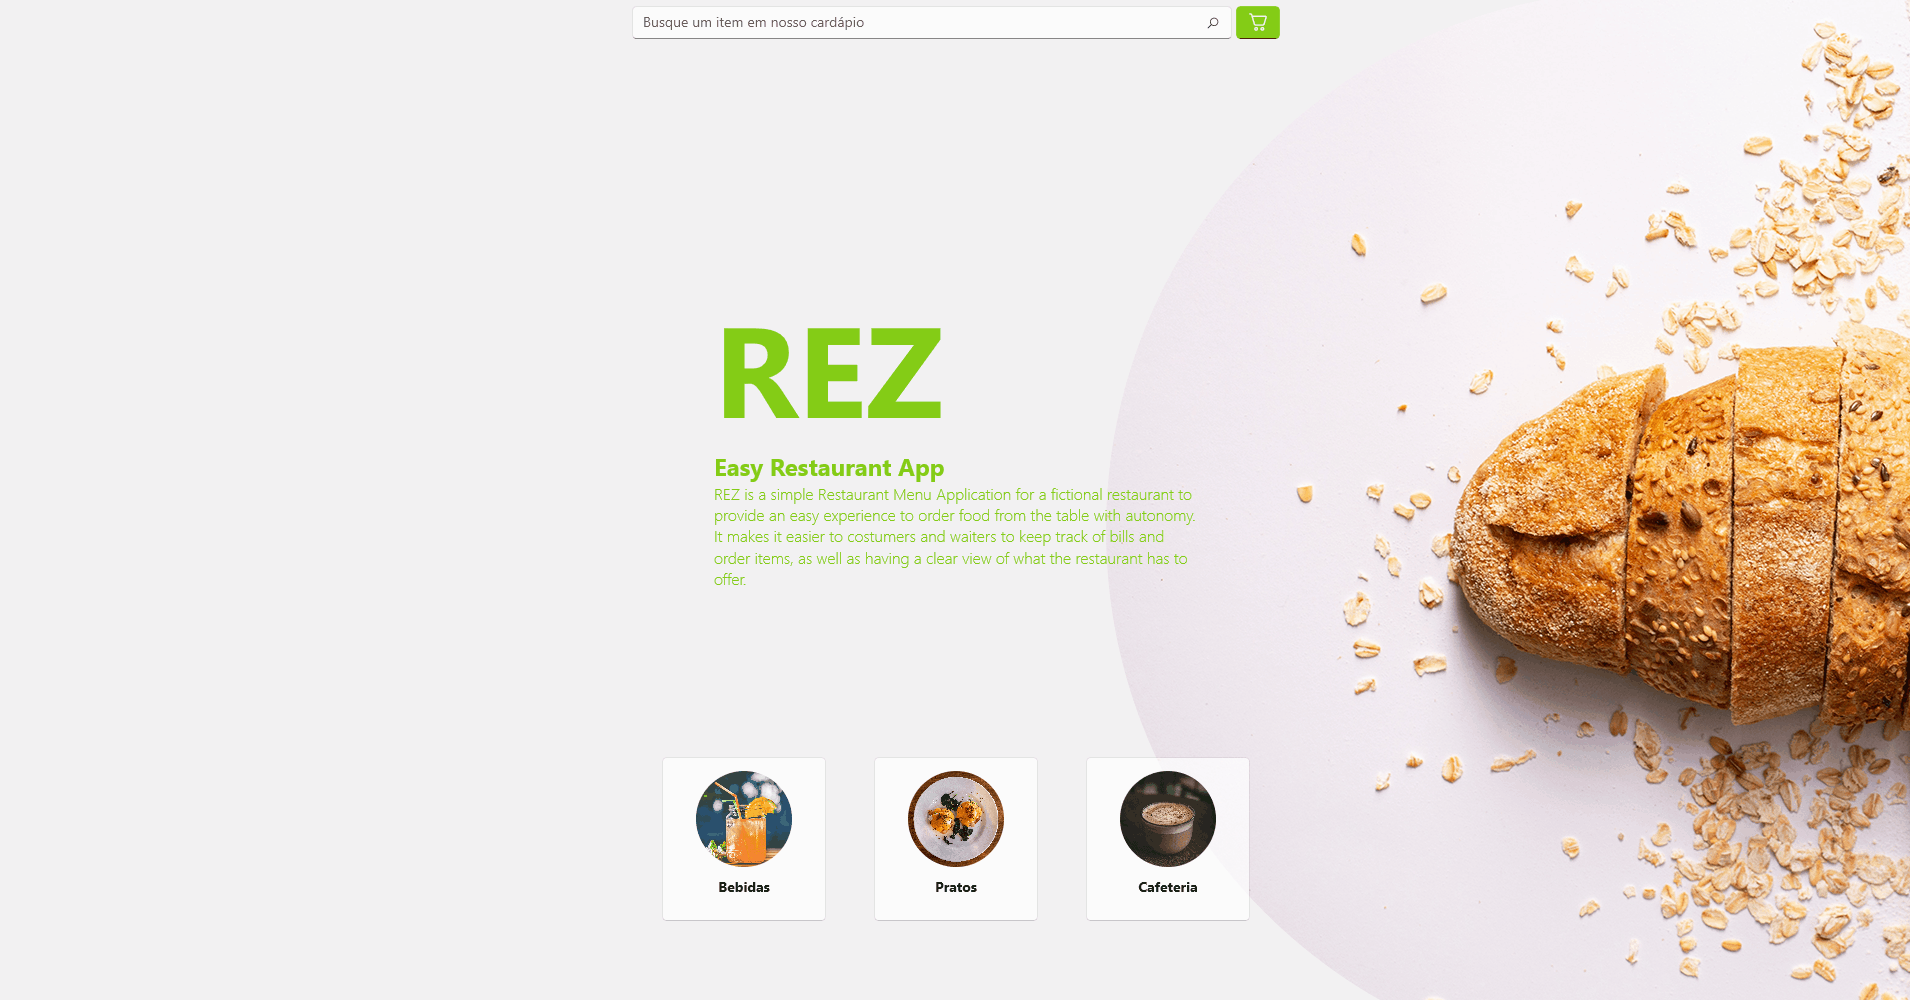 Busque um item em nosso cardápio
REZ
Easy Restaurant App
REZ is a simple Restaurant Menu Application for a fictional restaurant to
provide an easy experience to order food from the table with autonomy.
It makes it easier to costumers and waiters to keep track of bills and
order items, as well as having a clear view of what the restaurant has to
offer.
Bebidas
Pratos
Cafeteria